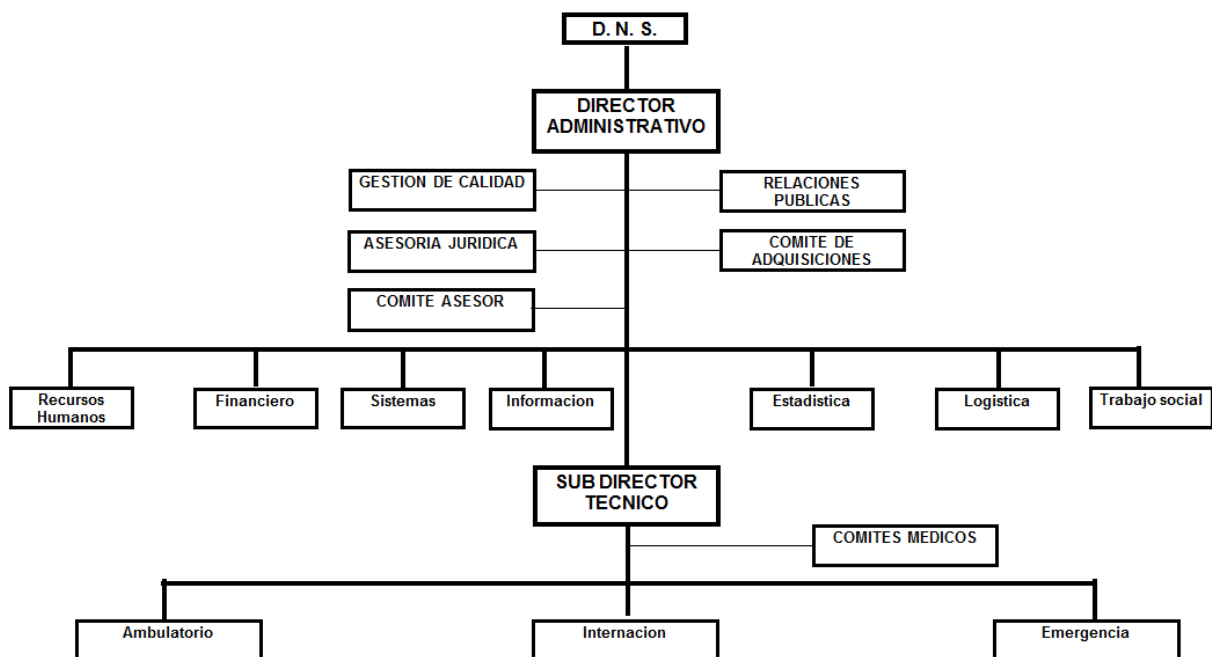 D. N. S.
DIRECTOR
ADMINISTRATIVO
GESTION DE CALIDAD
RELACIONES
PUBLICAS
ASESORIA JURIDICA
COMITE DE
ADQUISICIONES
COMITE ASESOR
Recursos
Humanos
Financiero
Sistemas
Informacion
Estadistica
Logistica
Trabajo social
SUB DIRECTOR
TECNICO
COMITES MEDICOS
Ambulatorio
Internacion
Emergencia